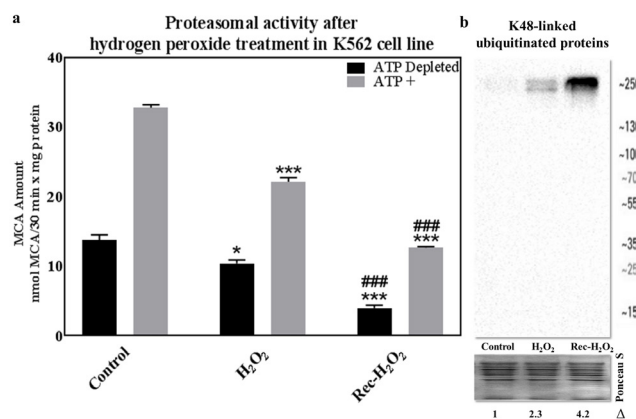 a
Proteasomal activity after
hydrogen peroxide treatment in K562 cell line
MCA Amount
nmol MCA/30 min x mg protein
40
30
20
10
0
ATP Depleted
ATP +
*
***
###
***
###
***
Control
H₂O₂
Rec-H₂O₂
b
K48-linked
ubiquitinated proteins
~250
~130
~100
~70
~55
~35
~25
~15
Control H₂O₂ Rec-H₂O₂
Ponceau S
1 2.3 4.2 Δ